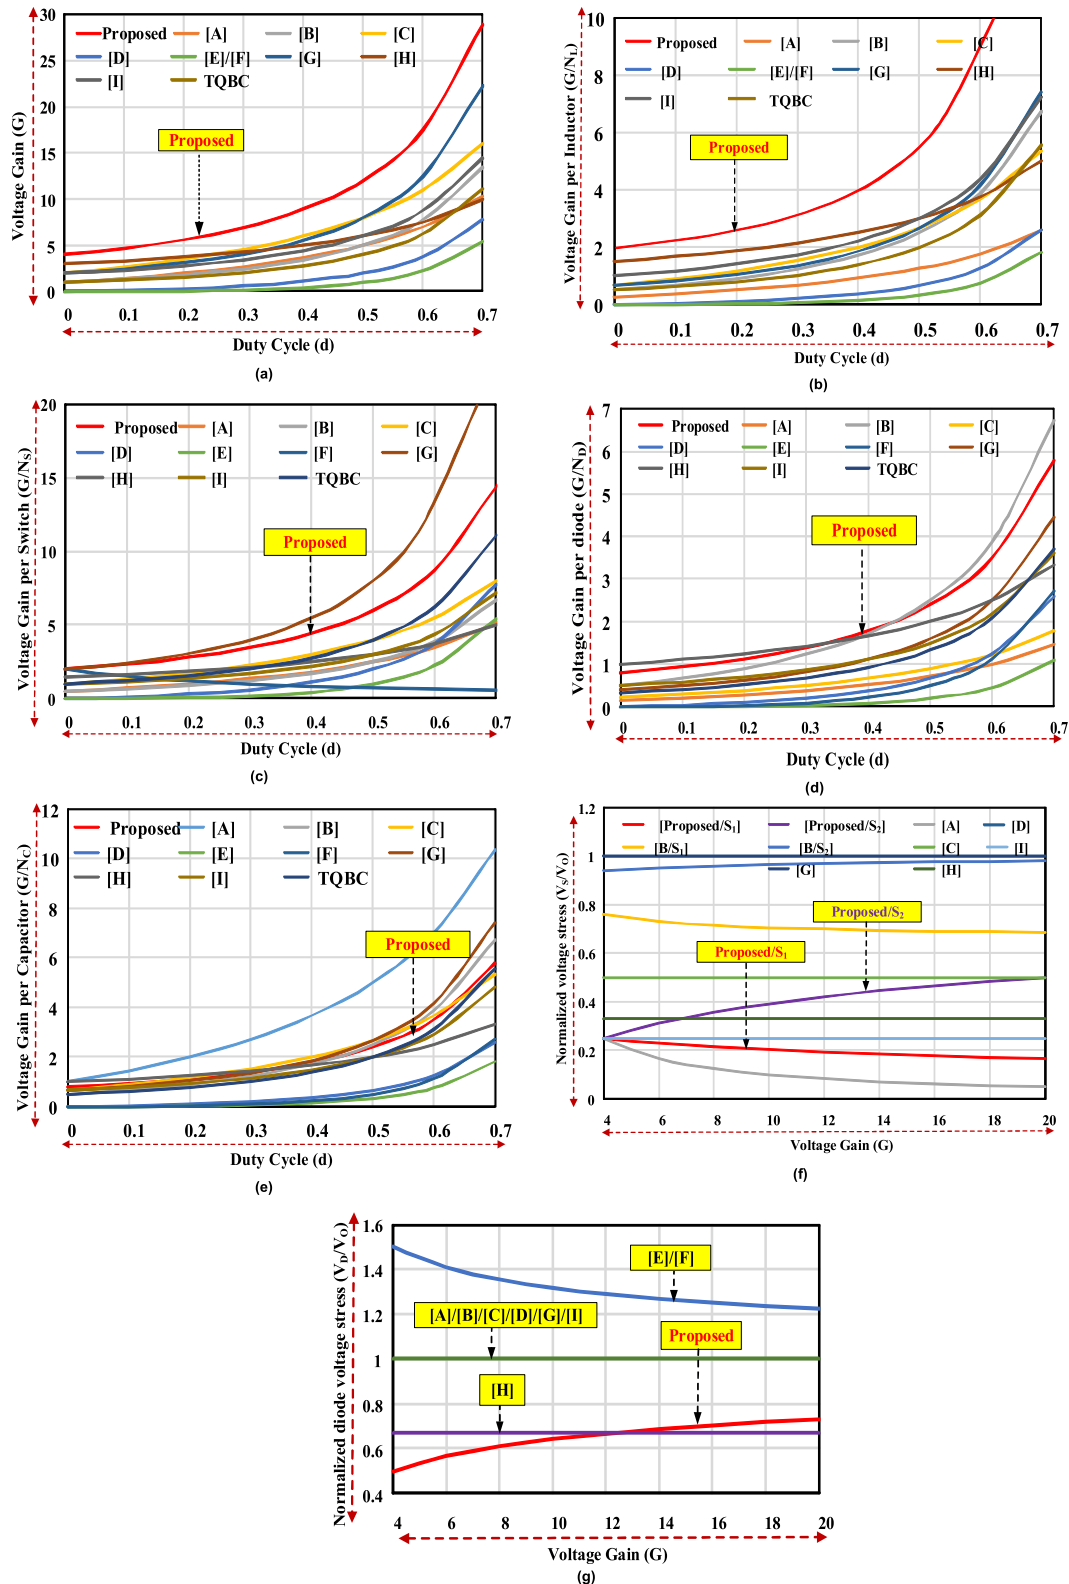 Voltage Gain (G)
30
25
20
15
10
5
0
Proposed [A] [B] [C]
[D] [E]/[F] [G] [H]
[I] TQBC
Proposed
0 0.1 0.2 0.3 0.4 0.5 0.6 0.7
Duty Cycle (d)
(a)
Voltage Gain per Inductor (G/N_L)
10
8
6
4
2
0
Proposed [A] [B] [C]
[D] [E]/[F] [G] [H]
[I] TQBC
Proposed
0 0.1 0.2 0.3 0.4 0.5 0.6 0.7
Duty Cycle (d)
(b)
Voltage Gain per Switch (G/N_S)
20
15
10
5
0
Proposed [A] [B] [C]
[D] [E] [F] [G]
[H] [I] TQBC
Proposed
0 0.1 0.2 0.3 0.4 0.5 0.6 0.7
Duty Cycle (d)
(c)
Voltage Gain per diode (G/N_D)
7
6
5
4
3
2
1
0
Proposed [A] [B] [C]
[D] [E] [F] [G]
[H] [I] TQBC
Proposed
0 0.1 0.2 0.3 0.4 0.5 0.6 0.7
Duty Cycle (d)
(d)
Voltage Gain per Capacitor (G/N_C)
12
10
8
6
4
2
0
Proposed [A] [B] [C]
[D] [E] [F] [G]
[H] [I] TQBC
Proposed
0 0.1 0.2 0.3 0.4 0.5 0.6 0.7
Duty Cycle (d)
(e)
Normalized voltage stress (V_S/V_O)
1.2
1
0.8
0.6
0.4
0.2
0
[Proposed/S₁] [Proposed/S₂] [A] [D]
[B/S₁] [B/S₂] [C] [I]
[G] [H]
Proposed/S₂
Proposed/S₁
4 6 8 10 12 14 16 18 20
Voltage Gain (G)
(f)
Normalized diode voltage stress (V_D/V_O)
1.6
1.4
1.2
1
0.8
0.6
0.4
[E]/[F]
[A]/[B]/[C]/[D]/[G]/[I]
Proposed
[H]
4 6 8 10 12 14 16 18 20
Voltage Gain (G)
(g)